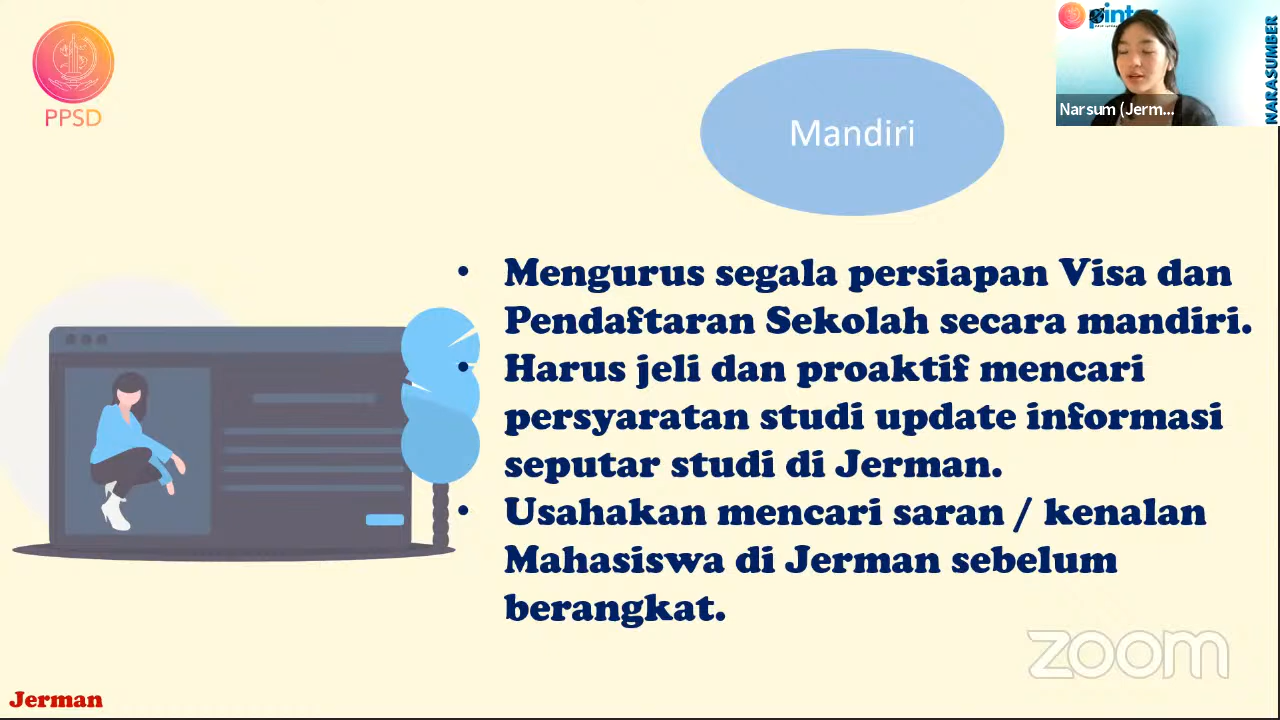 PPSD
Mandiri
Narsum (Jerm...
NARASUMBER
• Mengurus segala persiapan Visa dan
Pendaftaran Sekolah secara mandiri.
• Harus jeli dan proaktif mencari
persyaratan studi update informasi
seputar studi di Jerman.
• Usahakan mencari saran / kenalan
Mahasiswa di Jerman sebelum
berangkat.
zoom
Jerman